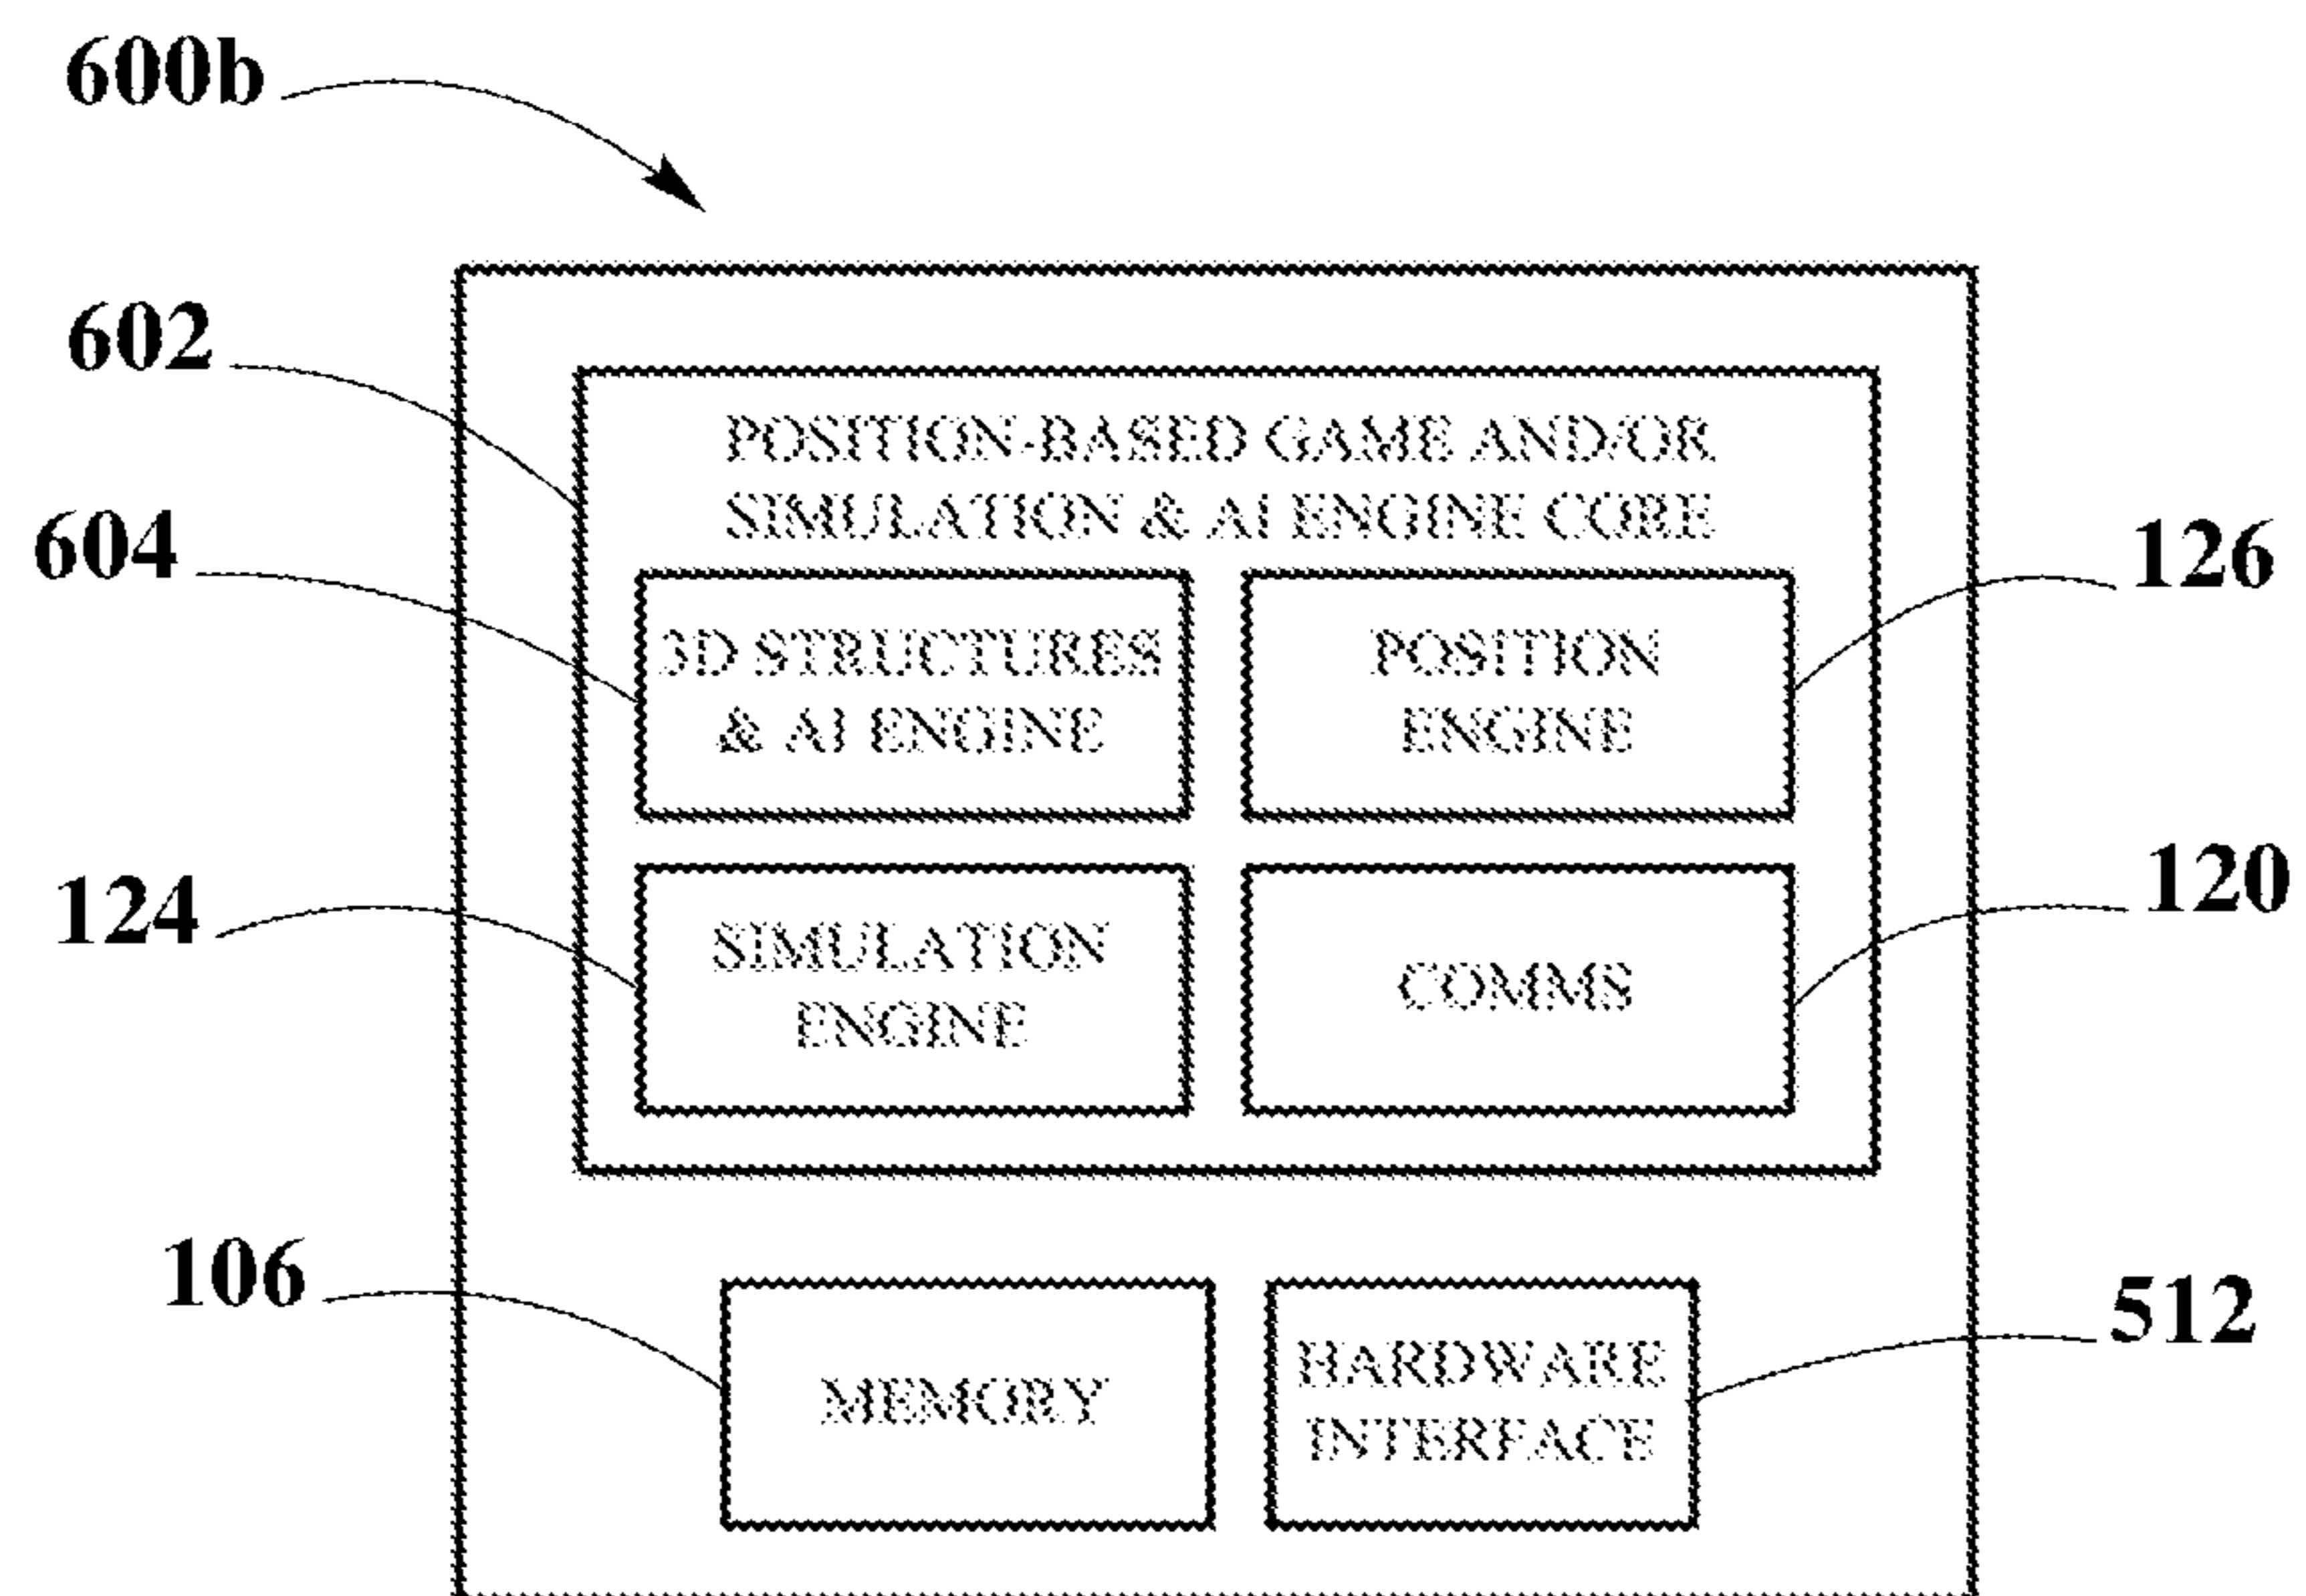 600b
602
POSITION-BASED GAME AND/OR
SIMULATION & AI ENGINE CORE
604
126
3D STRUCTURES
& AI ENGINE
POSITION
ENGINE
124
120
SIMULATION
ENGINE
COMMS
106
512
MEMORY
HARDWARE
INTERFACE